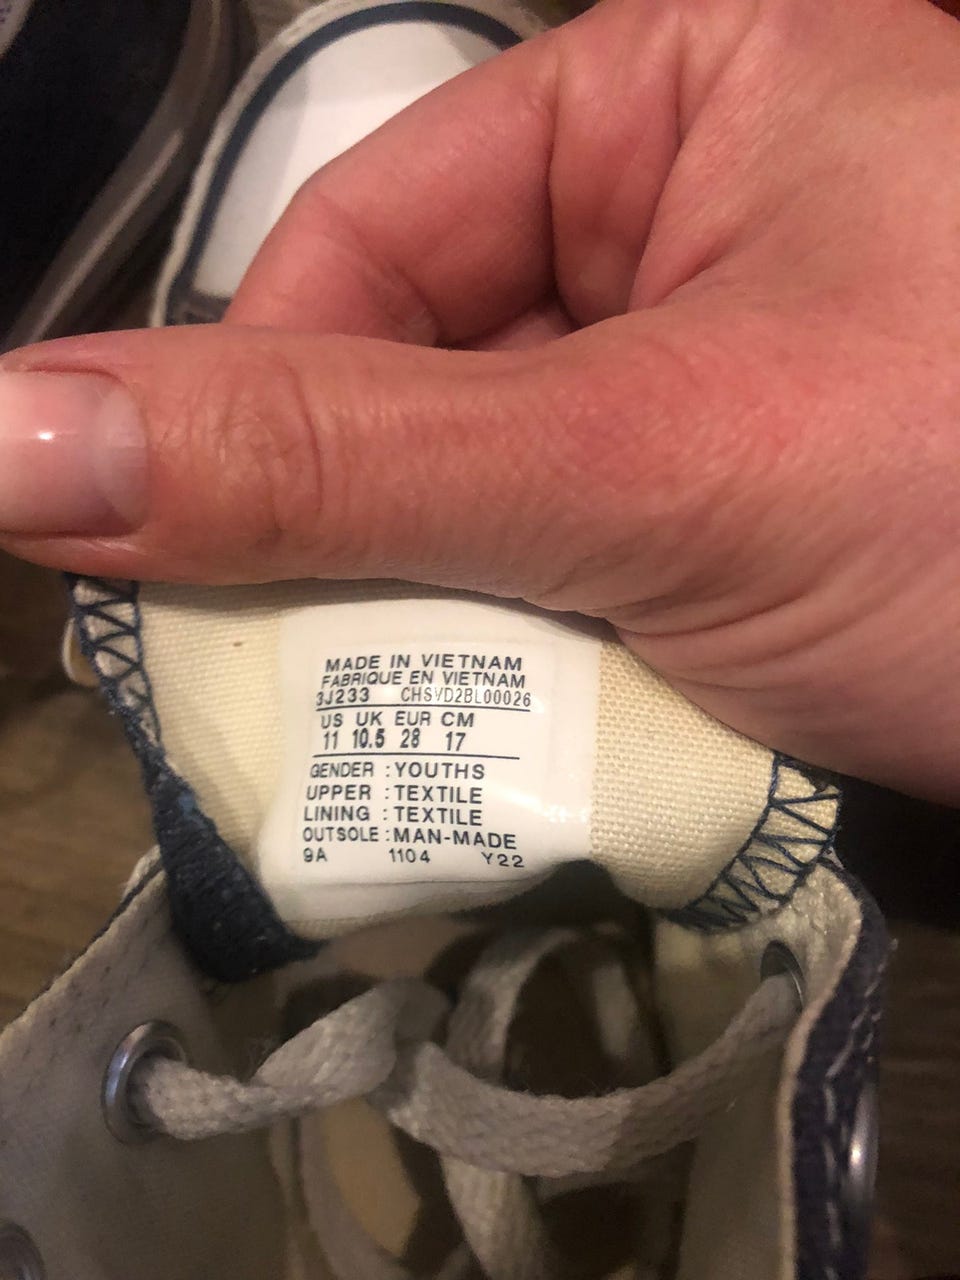 MADE IN VIETNAM
FABRIQUE EN VIETNAM
3J233 CHSVD2BL00026
US UK EUR CM
11 10.5 28 17
GENDER : YOUTHS
UPPER : TEXTILE
LINING : TEXTILE
OUTSOLE : MAN-MADE
9A 1104 Y22